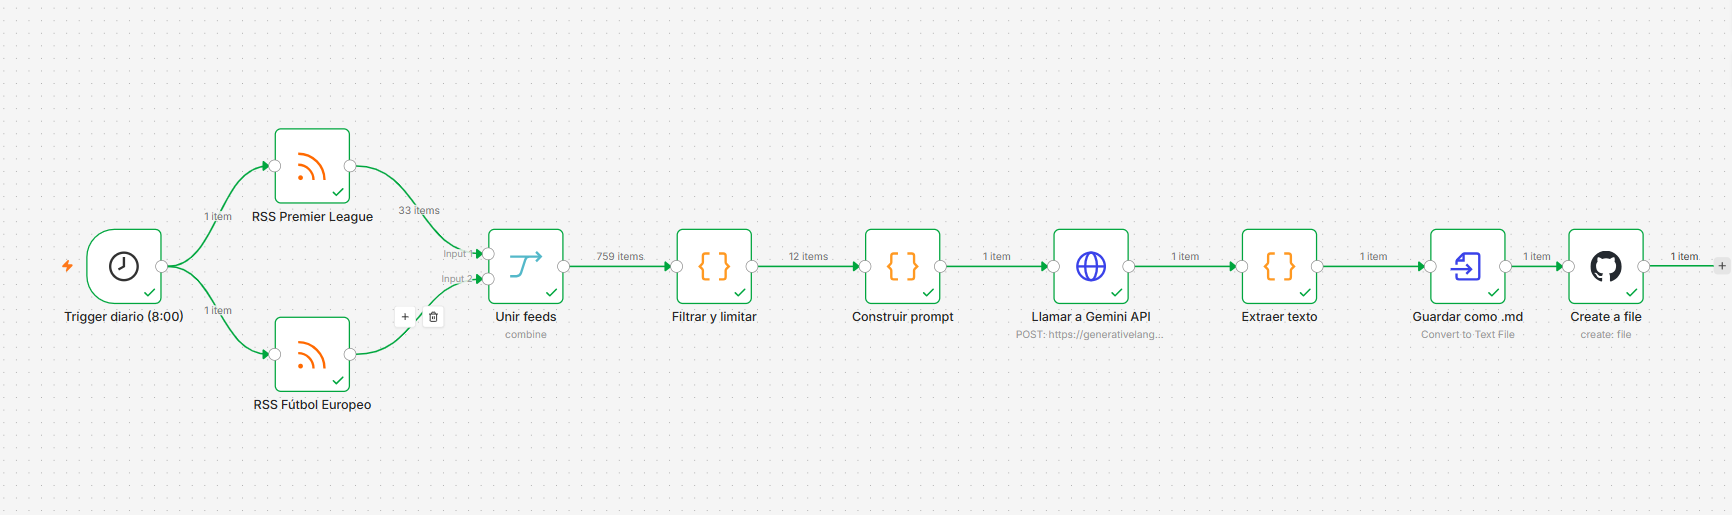 1 item
RSS Premier League
33 items
Trigger diario (8:00)
1 item
RSS Fútbol Europeo
Input 1
Input 2
Unir feeds
combine
759 items
Filtrar y limitar
12 items
Construir prompt
1 item
Llamar a Gemini API
POST: https://generativelang...
1 item
Extraer texto
1 item
Guardar como .md
Convert to Text File
1 item
Create a file
create: file
1 item